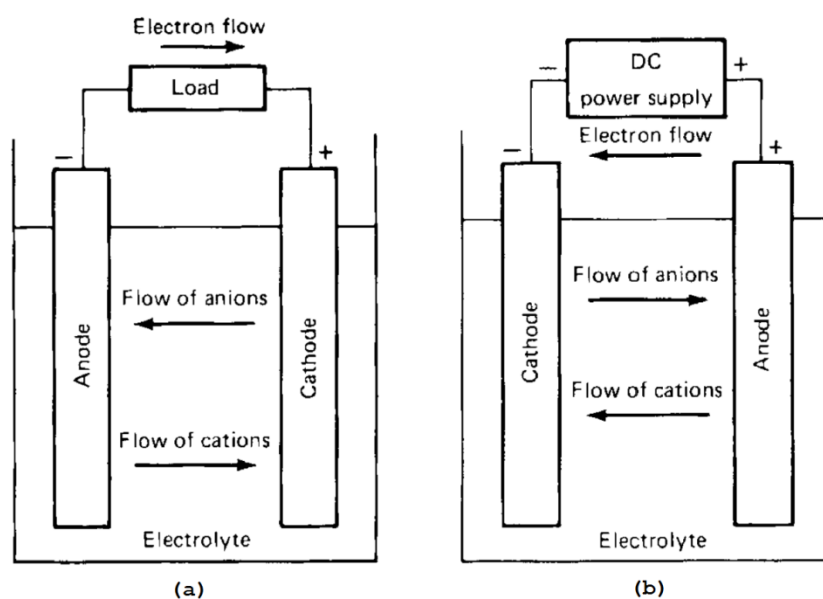 Electron flow
Load
−
+
Anode
Flow of anions
Cathode
Flow of cations
Electrolyte
(a)
−
DC
+
power supply
−
Electron flow
+
Cathode
Flow of anions
Anode
Flow of cations
Electrolyte
(b)